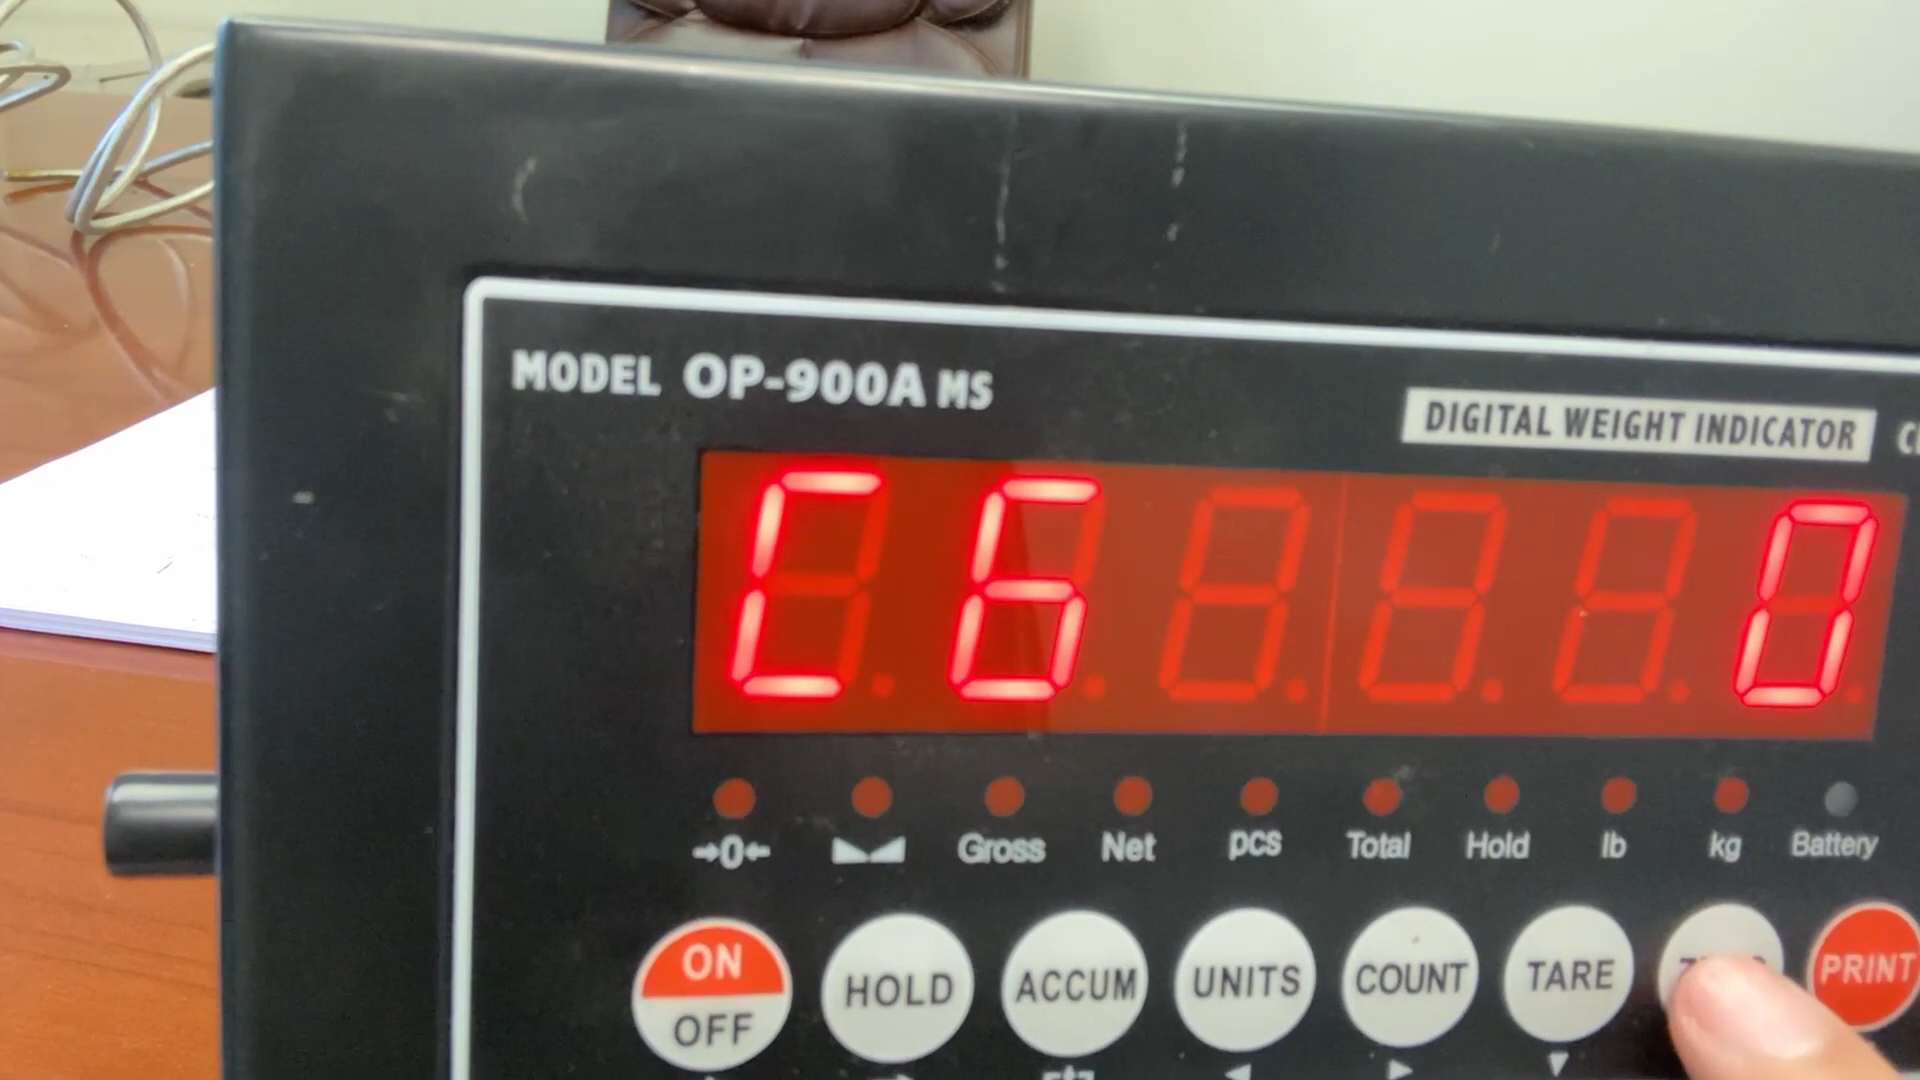 MODEL OP-900A MS
DIGITAL WEIGHT INDICATOR
C6 0
→0← Gross Net pcs Total Hold lb kg Battery
ON OFF HOLD ACCUM UNITS COUNT TARE PRINT